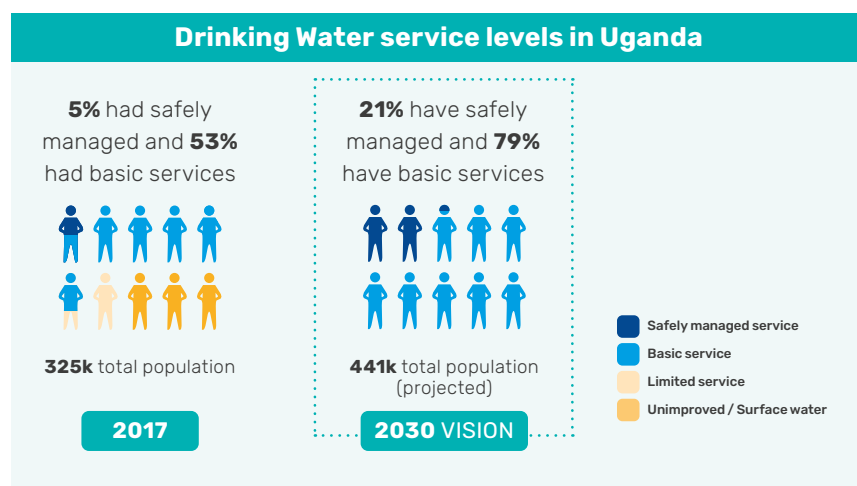 Drinking Water service levels in Uganda
5% had safely
managed and 53%
had basic services
325k total population
2017
21% have safely
managed and 79%
have basic services
441k total population
(projected)
2030 VISION
Safely managed service
Basic service
Limited service
Unimproved / Surface water